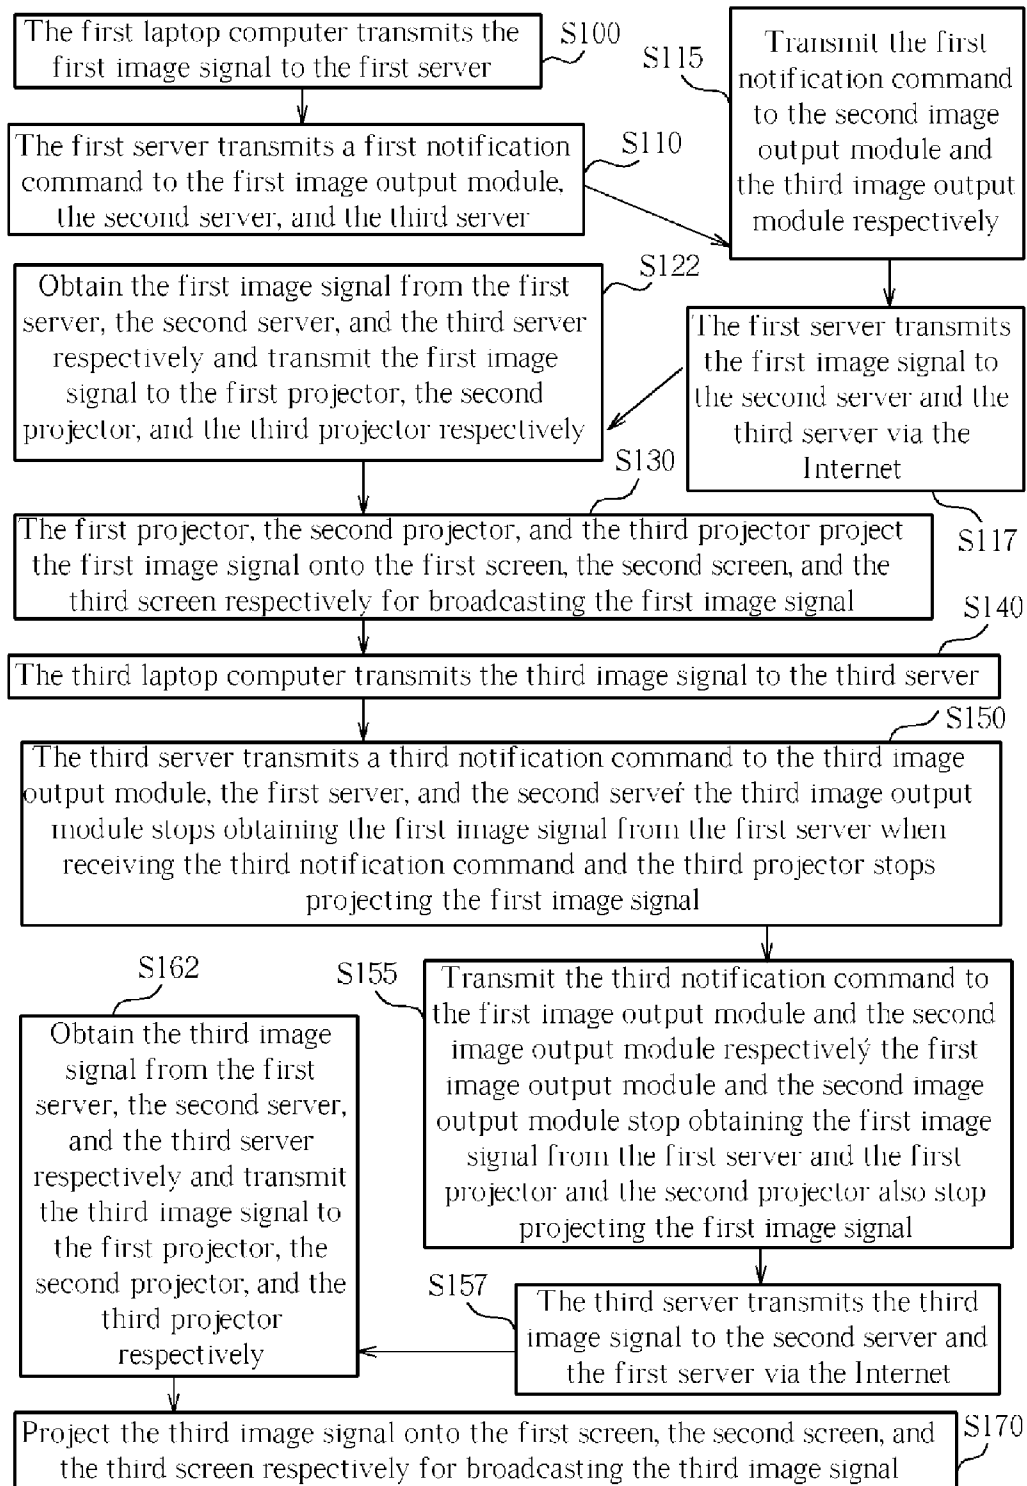 The first laptop computer transmits the
first image signal to the first server
S100
The first server transmits a first notification
command to the first image output module,
the second server, and the third server
S110
S115
Transmit the first
notification command
to the second image
output module and
the third image output
module respectively
The first server transmits
the first image signal to
the second server and the
third server via the
Internet
S117
S122
Obtain the first image signal from the first
server, the second server, and the third server
respectively and transmit the first image
signal to the first projector, the second
projector, and the third projector respectively
S130
The first projector, the second projector, and the third projector project
the first image signal onto the first screen, the second screen, and the
third screen respectively for broadcasting the first image signal
S140
The third laptop computer transmits the third image signal to the third server
S150
The third server transmits a third notification command to the third image
output module, the first server, and the second server; the third image output
module stops obtaining the first image signal from the first server when
receiving the third notification command and the third projector stops
projecting the first image signal
S155
Transmit the third notification command to
the first image output module and the second
image output module respectively; the first
image output module and the second image
output module stop obtaining the first image
signal from the first server and the first
projector and the second projector also stop
projecting the first image signal
S157
The third server transmits the third
image signal to the second server and
the first server via the Internet
S162
Obtain the third image
signal from the first
server, the second server,
and the third server
respectively and transmit
the third image signal to
the first projector, the
second projector, and the
third projector
respectively
Project the third image signal onto the first screen, the second screen, and
the third screen respectively for broadcasting the third image signal
S170